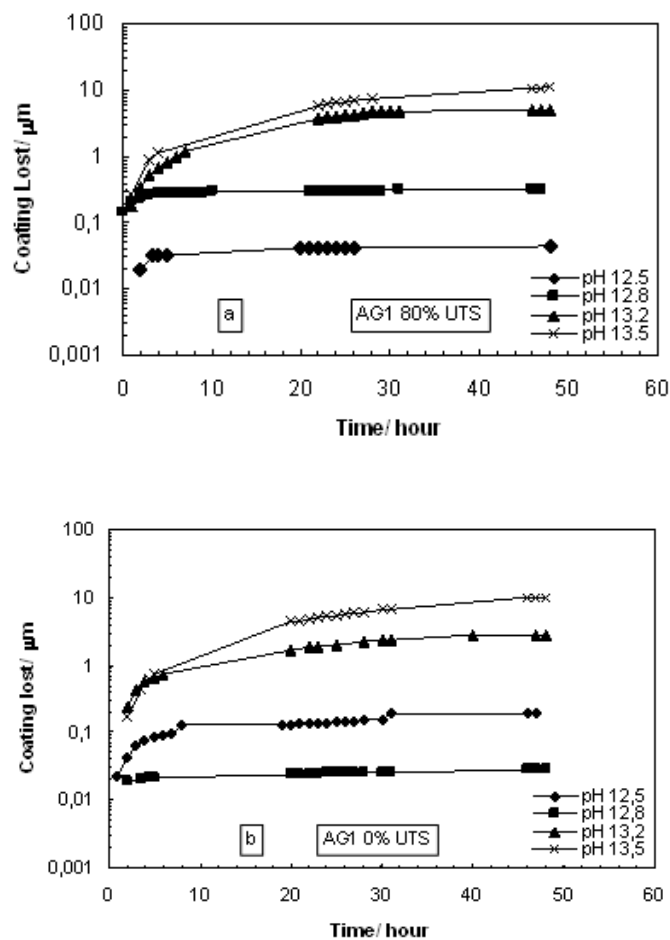 100
10
1
0,1
0,01
0,001
Coating Lost/ µm
a
AG1 80% UTS
pH 12.5
pH 12.8
pH 13.2
pH 13.5
0 10 20 30 40 50 60
Time/ hour
100
10
1
0,1
0,01
0,001
Coating lost/ µm
b
AG1 0% UTS
pH 12,5
pH 12,8
pH 13,2
pH 13,5
0 10 20 30 40 50 60
Time/ hour